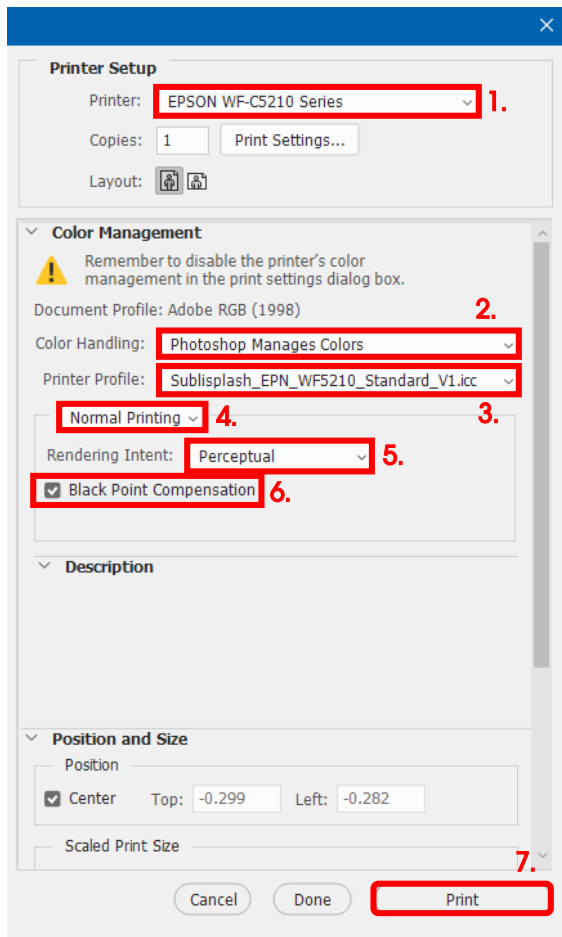 Printer Setup
Printer: EPSON WF-C5210 Series 1.
Copies: 1 Print Settings...
Layout:
Color Management
Remember to disable the printer's color
management in the print settings dialog box.
Document Profile: Adobe RGB (1998) 2.
Color Handling: Photoshop Manages Colors
Printer Profile: Sublisplash_EPN_WF5210_Standard_V1.icc
3.
Normal Printing 4.
Rendering Intent: Perceptual 5.
Black Point Compensation 6.
Description
Position and Size
Position
Center Top: -0.299 Left: -0.282
Scaled Print Size
7.
Cancel Done Print